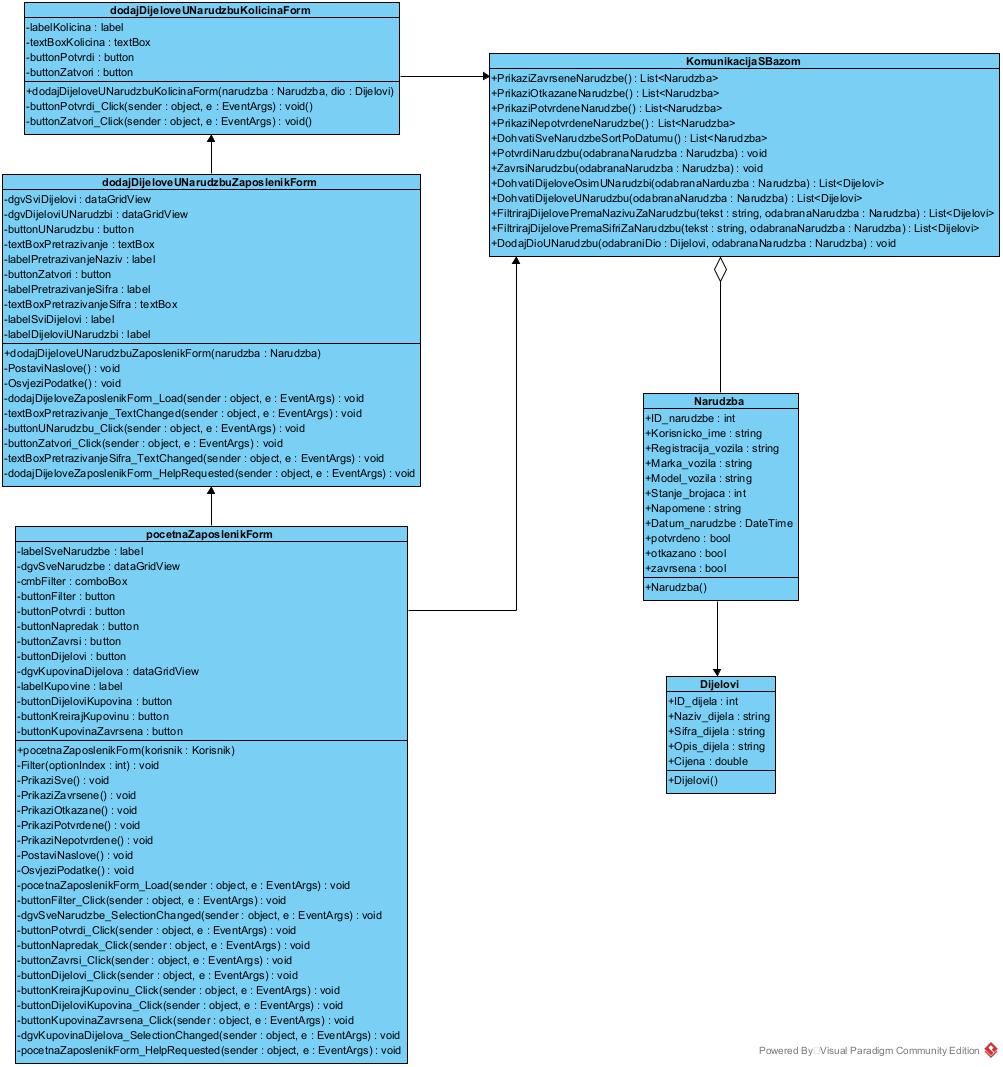 dodajDijeloveUNarudzbuKolicinaForm
-labelKolicina : label
-textBoxKolicina : textBox
-buttonPotvrdi : button
-buttonZatvori : button
+dodajDijeloveUNarudzbuKolicinaForm(narudzba : Narudzba, dio : Dijelovi)
-buttonPotvrdi_Click(sender : object, e : EventArgs) : void()
-buttonZatvori_Click(sender : object, e : EventArgs) : void()
KomunikacijaSBazom
+PrikaziZavrseneNarudzbe() : List<Narudzba>
+PrikaziOtkazaneNarudzbe() : List<Narudzba>
+PrikaziPotvrdeneNarudzbe() : List<Narudzba>
+PrikaziNepotvrdeneNarudzbe() : List<Narudzba>
+DohvatiSveNarudzbeSortPoDatumu() : List<Narudzba>
+PotvrdiNarudzbu(odabranaNarudzba : Narudzba) : void
+ZavrsiNarudzbu(odabranaNarudzba : Narudzba) : void
+DohvatiDijeloveOsimUNarudzbi(odabranaNarduzba : Narudzba) : List<Dijelovi>
+DohvatiDijeloveUNarudzbi(odabranaNarudzba : Narudzba) : List<Dijelovi>
+FiltrirajDijelovePremaNazivuZaNarudzbu(tekst : string, odabranaNarudzba : Narudzba) : List<Dijelovi>
+FiltrirajDijelovePremaSifriZaNarudzbu(tekst : string, odabranaNarudzba : Narudzba) : List<Dijelovi>
+DodajDioUNarudzbu(odabraniDio : Dijelovi, odabranaNarudzba : Narudzba) : void
dodajDijeloveUNarudzbuZaposlenikForm
-dgvSviDijelovi : dataGridView
-dgvDijeloviUNarudzbi : dataGridView
-buttonUNarudzbu : button
-textBoxPretrazivanje : textBox
-labelPretrazivanjeNaziv : label
-buttonZatvori : button
-labelPretrazivanjeSifra : label
-textBoxPretrazivanjeSifra : textBox
-labelSviDijelovi : label
-labelDijeloviUNarudzbi : label
+dodajDijeloveUNarudzbuZaposlenikForm(narudzba : Narudzba)
-PostaviNaslove() : void
-OsvjeziPodatke() : void
-dodajDijeloveZaposlenikForm_Load(sender : object, e : EventArgs) : void
-textBoxPretrazivanje_TextChanged(sender : object, e : EventArgs) : void
-buttonUNarudzbu_Click(sender : object, e : EventArgs) : void
-buttonZatvori_Click(sender : object, e : EventArgs) : void
-textBoxPretrazivanjeSifra_TextChanged(sender : object, e : EventArgs) : void
-dodajDijeloveZaposlenikForm_HelpRequested(sender : object, e : EventArgs) : void
Narudzba
+ID_narudzbe : int
+Korisnicko_ime : string
+Registracija_vozila : string
+Marka_vozila : string
+Model_vozila : string
+Stanje_brojaca : int
+Napomene : string
+Datum_narudzbe : DateTime
+potvrdeno : bool
+otkazano : bool
+zavrsena : bool
+Narudzba()
pocetnaZaposlenikForm
-labelSveNarudzbe : label
-dgvSveNarudzbe : dataGridView
-cmbFilter : comboBox
-buttonFilter : button
-buttonPotvrdi : button
-buttonNapredak : button
-buttonZavrsi : button
-buttonDijelovi : button
-dgvKupovinaDijelova : dataGridView
-labelKupovine : label
-buttonDijeloviKupovina : button
-buttonKreirajKupovinu : button
-buttonKupovinaZavrsena : button
+pocetnaZaposlenikForm(korisnik : Korisnik)
-Filter(optionIndex : int) : void
-PrikaziSve() : void
-PrikaziZavrsene() : void
-PrikaziOtkazane() : void
-PrikaziPotvrdene() : void
-PrikaziNepotvrdene() : void
-PostaviNaslove() : void
-OsvjeziPodatke() : void
-pocetnaZaposlenikForm_Load(sender : object, e : EventArgs) : void
-buttonFilter_Click(sender : object, e : EventArgs) : void
-dgvSveNarudzbe_SelectionChanged(sender : object, e : EventArgs) : void
-buttonPotvrdi_Click(sender : object, e : EventArgs) : void
-buttonNapredak_Click(sender : object, e : EventArgs) : void
-buttonZavrsi_Click(sender : object, e : EventArgs) : void
-buttonDijelovi_Click(sender : object, e : EventArgs) : void
-buttonKreirajKupovinu_Click(sender : object, e : EventArgs) : void
-buttonDijeloviKupovina_Click(sender : object, e : EventArgs) : void
-buttonKupovinaZavrsena_Click(sender : object, e : EventArgs) : void
-dgvKupovinaDijelova_SelectionChanged(sender : object, e : EventArgs) : void
-pocetnaZaposlenikForm_HelpRequested(sender : object, e : EventArgs) : void
Dijelovi
+ID_dijela : int
+Naziv_dijela : string
+Sifra_dijela : string
+Opis_dijela : string
+Cijena : double
+Dijelovi()
Powered By Visual Paradigm Community Edition